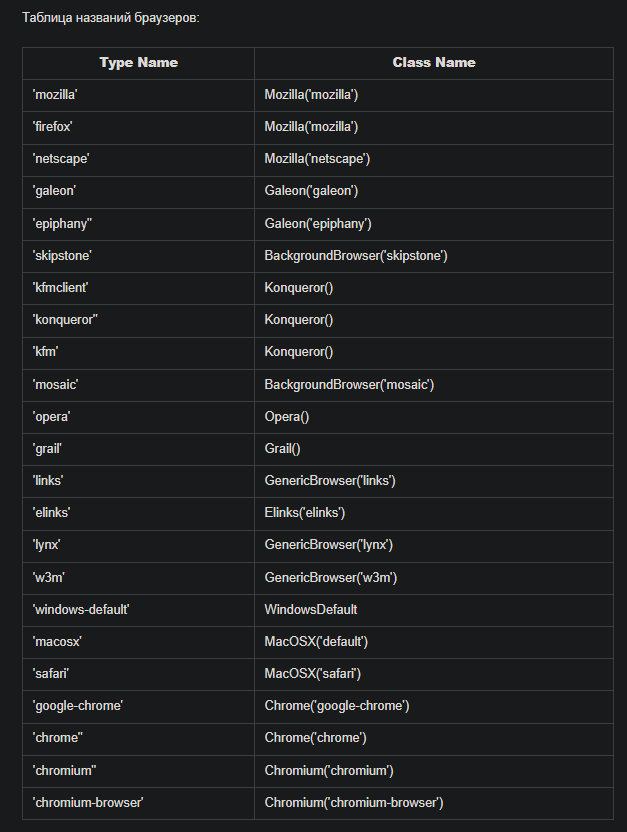 Таблица названий браузеров:
Type Name Class Name
'mozilla' Mozilla('mozilla')
'firefox' Mozilla('mozilla')
'netscape' Mozilla('netscape')
'galeon' Galeon('galeon')
'epiphany'' Galeon('epiphany')
'skipstone' BackgroundBrowser('skipstone')
'kfmclient' Konqueror()
'konqueror'' Konqueror()
'kfm' Konqueror()
'mosaic' BackgroundBrowser('mosaic')
'opera' Opera()
'grail' Grail()
'links' GenericBrowser('links')
'elinks' Elinks('elinks')
'lynx' GenericBrowser('lynx')
'w3m' GenericBrowser('w3m')
'windows-default' WindowsDefault
'macosx' MacOSX('default')
'safari' MacOSX('safari')
'google-chrome' Chrome('google-chrome')
'chrome'' Chrome('chrome')
'chromium'' Chromium('chromium')
'chromium-browser' Chromium('chromium-browser')